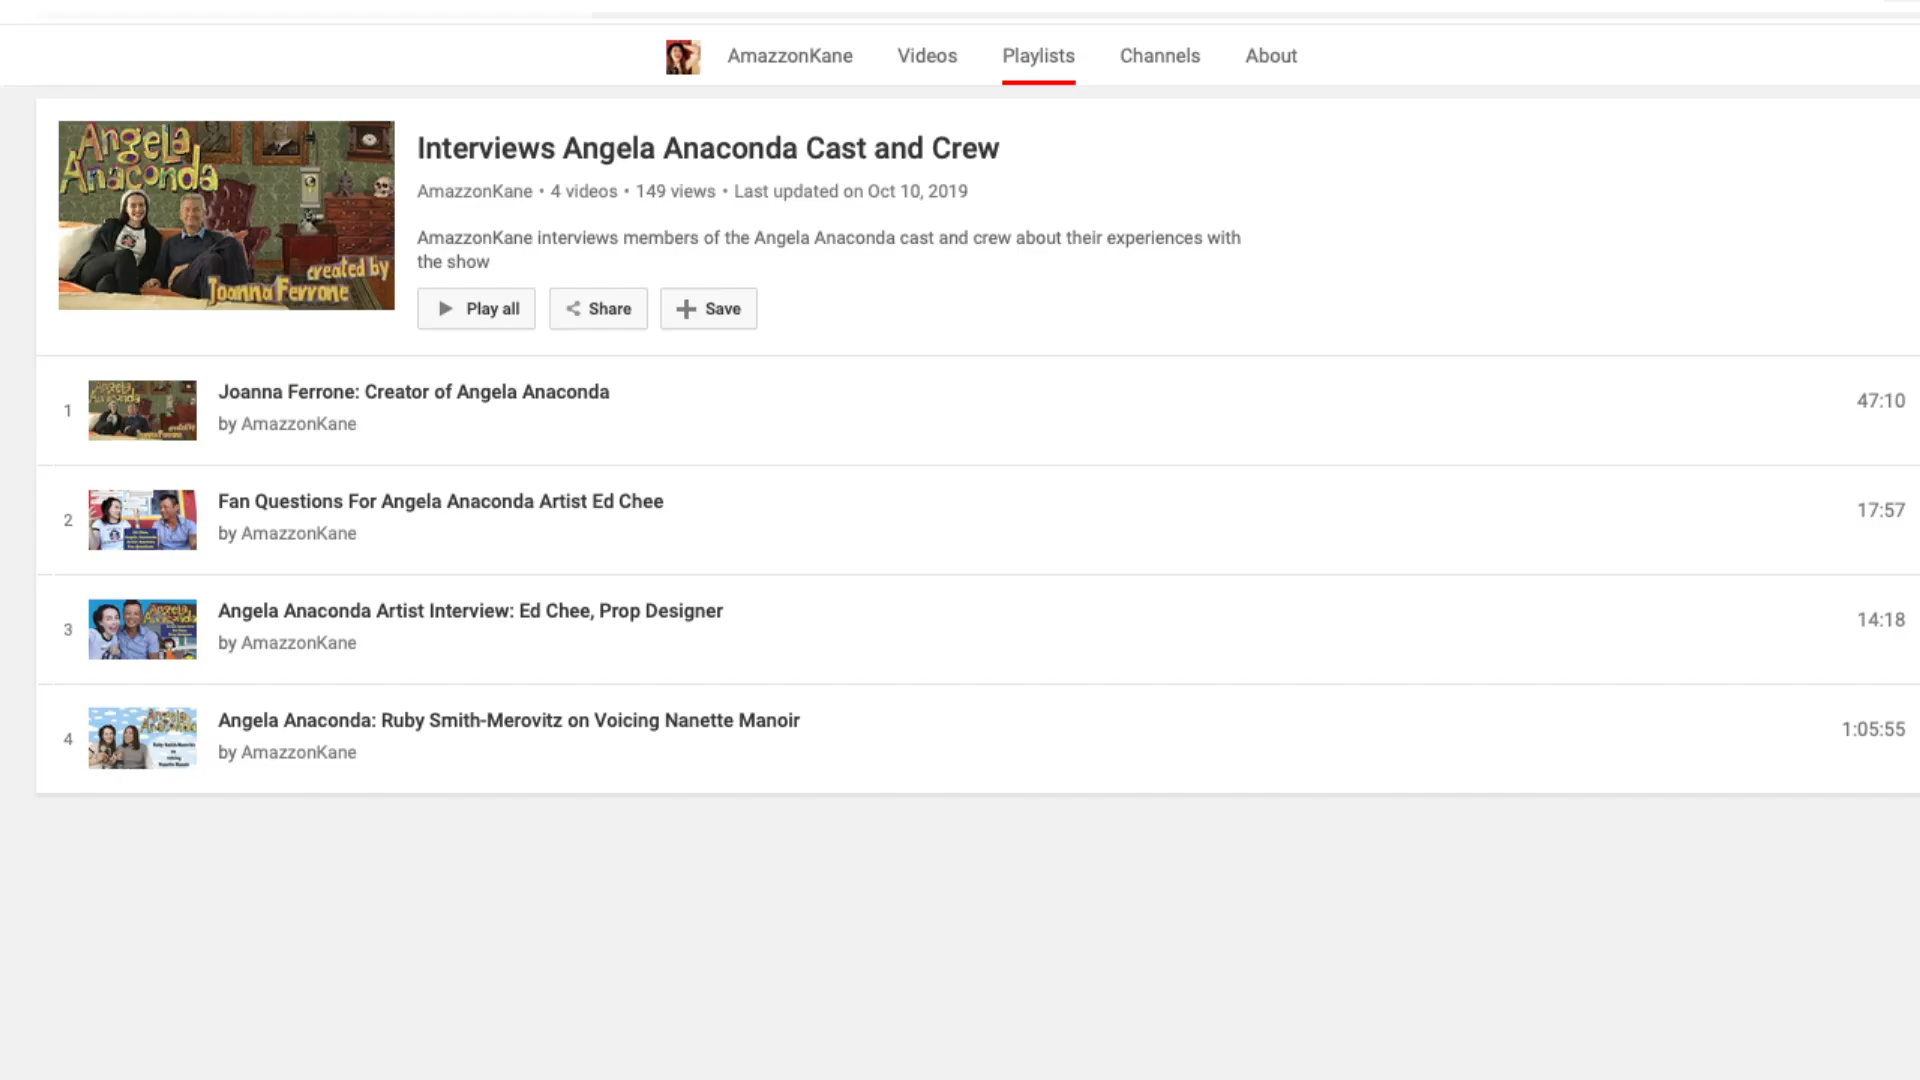 AmazzonKane Videos Playlists Channels About
Angela
Anaconda
created by
Joanna Ferrone
Interviews Angela Anaconda Cast and Crew
AmazzonKane • 4 videos • 149 views • Last updated on Oct 10, 2019
AmazzonKane interviews members of the Angela Anaconda cast and crew about their experiences with
the show
Play all Share Save
1 Joanna Ferrone: Creator of Angela Anaconda 47:10
by AmazzonKane
2 Fan Questions For Angela Anaconda Artist Ed Chee 17:57
by AmazzonKane
3 Angela Anaconda Artist Interview: Ed Chee, Prop Designer 14:18
by AmazzonKane
4 Angela Anaconda: Ruby Smith-Merovitz on Voicing Nanette Manoir 1:05:55
by AmazzonKane